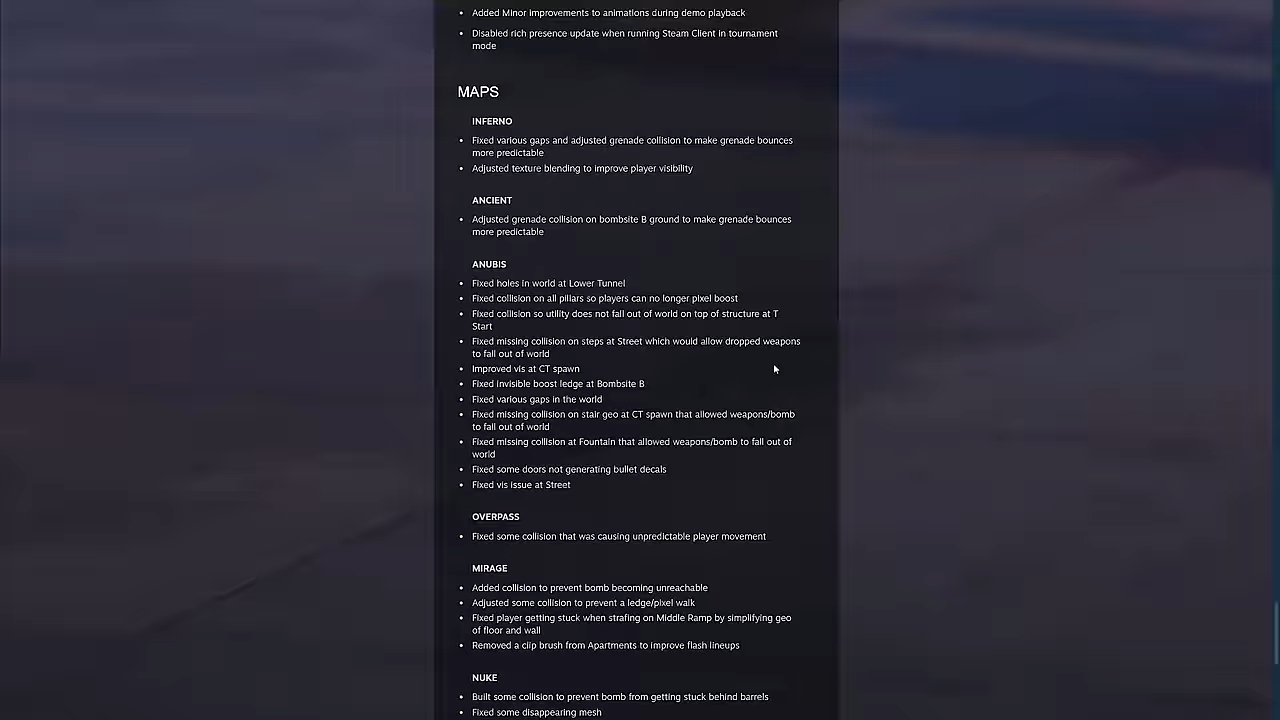 • Added Minor improvements to animations during demo playback
• Disabled rich presence update when running Steam Client in tournament
mode
MAPS
INFERNO
• Fixed various gaps and adjusted grenade collision to make grenade bounces
more predictable
• Adjusted texture blending to improve player visibility
ANCIENT
• Adjusted grenade collision on bombsite B ground to make grenade bounces
more predictable
ANUBIS
• Fixed holes in world at Lower Tunnel
• Fixed collision on all pillars so players can no longer pixel boost
• Fixed collision so utility does not fall out of world on top of structure at T
Start
• Fixed missing collision on steps at Street which would allow dropped weapons
to fall out of world
• Improved vis at CT spawn
• Fixed invisible boost ledge at Bombsite B
• Fixed various gaps in the world
• Fixed missing collision on stair geo at CT spawn that allowed weapons/bomb
to fall out of world
• Fixed missing collision at Fountain that allowed weapons/bomb to fall out of
world
• Fixed some doors not generating bullet decals
• Fixed vis issue at Street
OVERPASS
• Fixed some collision that was causing unpredictable player movement
MIRAGE
• Added collision to prevent bomb becoming unreachable
• Adjusted some collision to prevent a ledge/pixel walk
• Fixed player getting stuck when strafing on Middle Ramp by simplifying geo
of floor and wall
• Removed a clip brush from Apartments to improve flash lineups
NUKE
• Built some collision to prevent bomb from getting stuck behind barrels
• Fixed some disappearing mesh